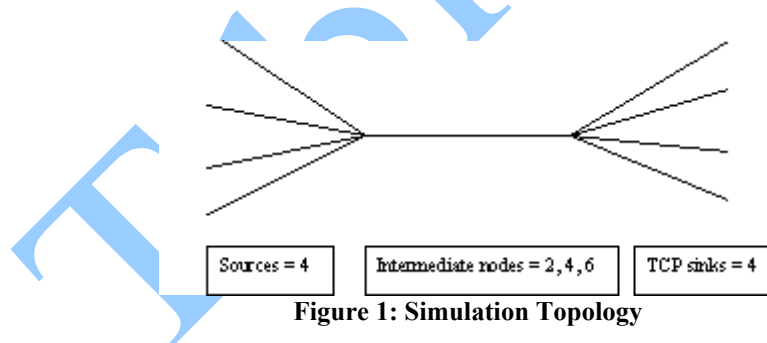 Sources = 4
Intermediate nodes = 2, 4, 6
TCP sinks = 4
Figure 1: Simulation Topology